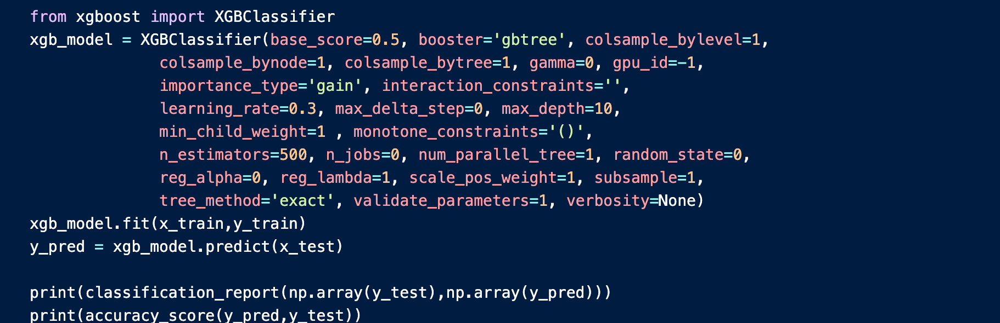 from xgboost import XGBClassifier
xgb_model = XGBClassifier(base_score=0.5, booster='gbtree', colsample_bylevel=1,
              colsample_bynode=1, colsample_bytree=1, gamma=0, gpu_id=-1,
              importance_type='gain', interaction_constraints='',
              learning_rate=0.3, max_delta_step=0, max_depth=10,
              min_child_weight=1 , monotone_constraints='()',
              n_estimators=500, n_jobs=0, num_parallel_tree=1, random_state=0,
              reg_alpha=0, reg_lambda=1, scale_pos_weight=1, subsample=1,
              tree_method='exact', validate_parameters=1, verbosity=None)
xgb_model.fit(x_train,y_train)
y_pred = xgb_model.predict(x_test)

print(classification_report(np.array(y_test),np.array(y_pred)))
print(accuracy_score(y_pred,y_test))